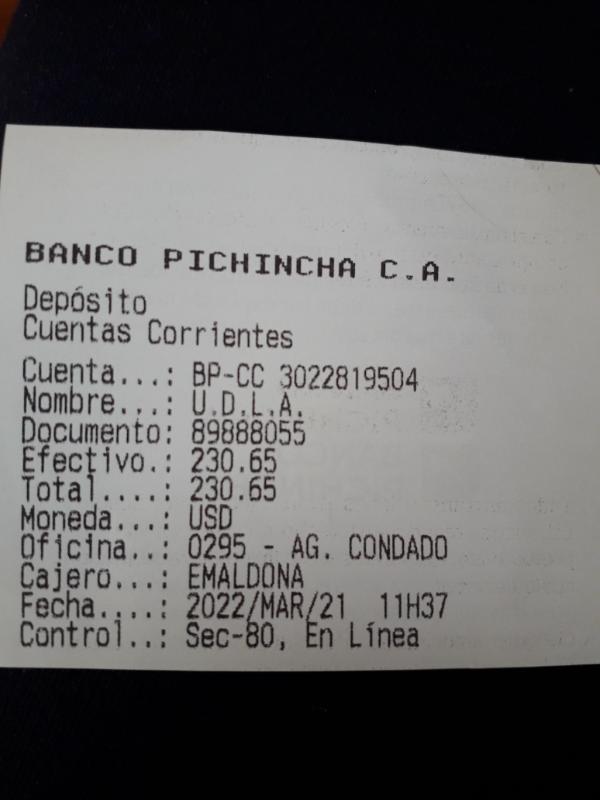 BANCO PICHINCHA C.A.
Depósito
Cuentas Corrientes
Cuenta...: BP-CC 3022819504
Nombre...: U.D.L.A.
Documento: 89888055
Efectivo.: 230.65
Total....: 230.65
Moneda...: USD
Oficina..: 0295 - AG. CONDADO
Cajero...: EMALDONA
Fecha....: 2022/MAR/21 11H37
Control..: Sec-80, En Línea